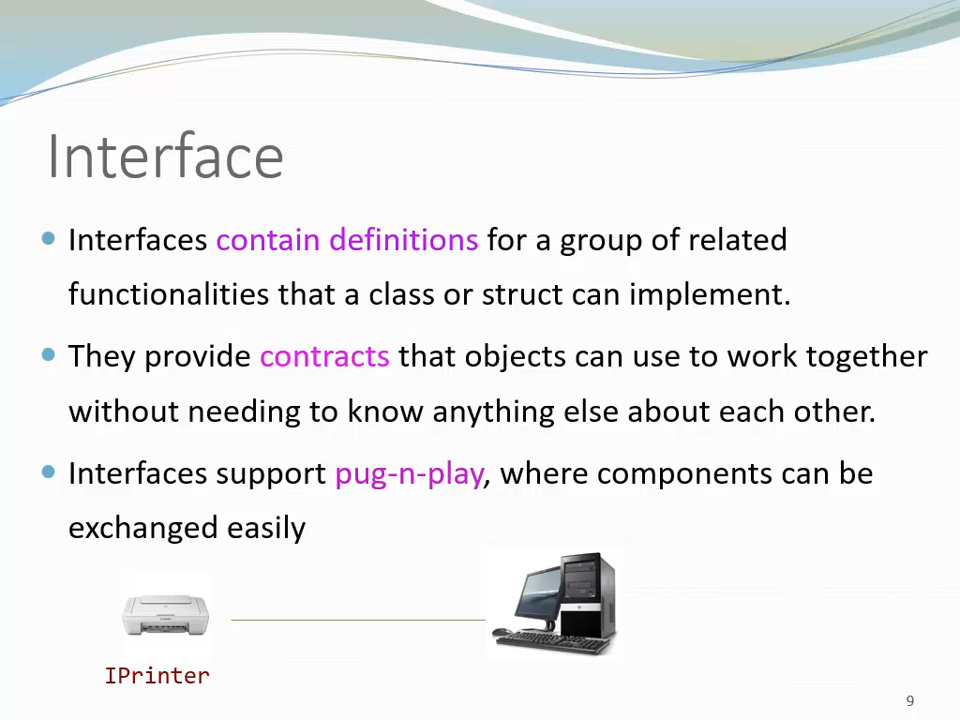 Interface
Interfaces contain definitions for a group of related
functionalities that a class or struct can implement.
They provide contracts that objects can use to work together
without needing to know anything else about each other.
Interfaces support pug-n-play, where components can be
exchanged easily
IPrinter
9